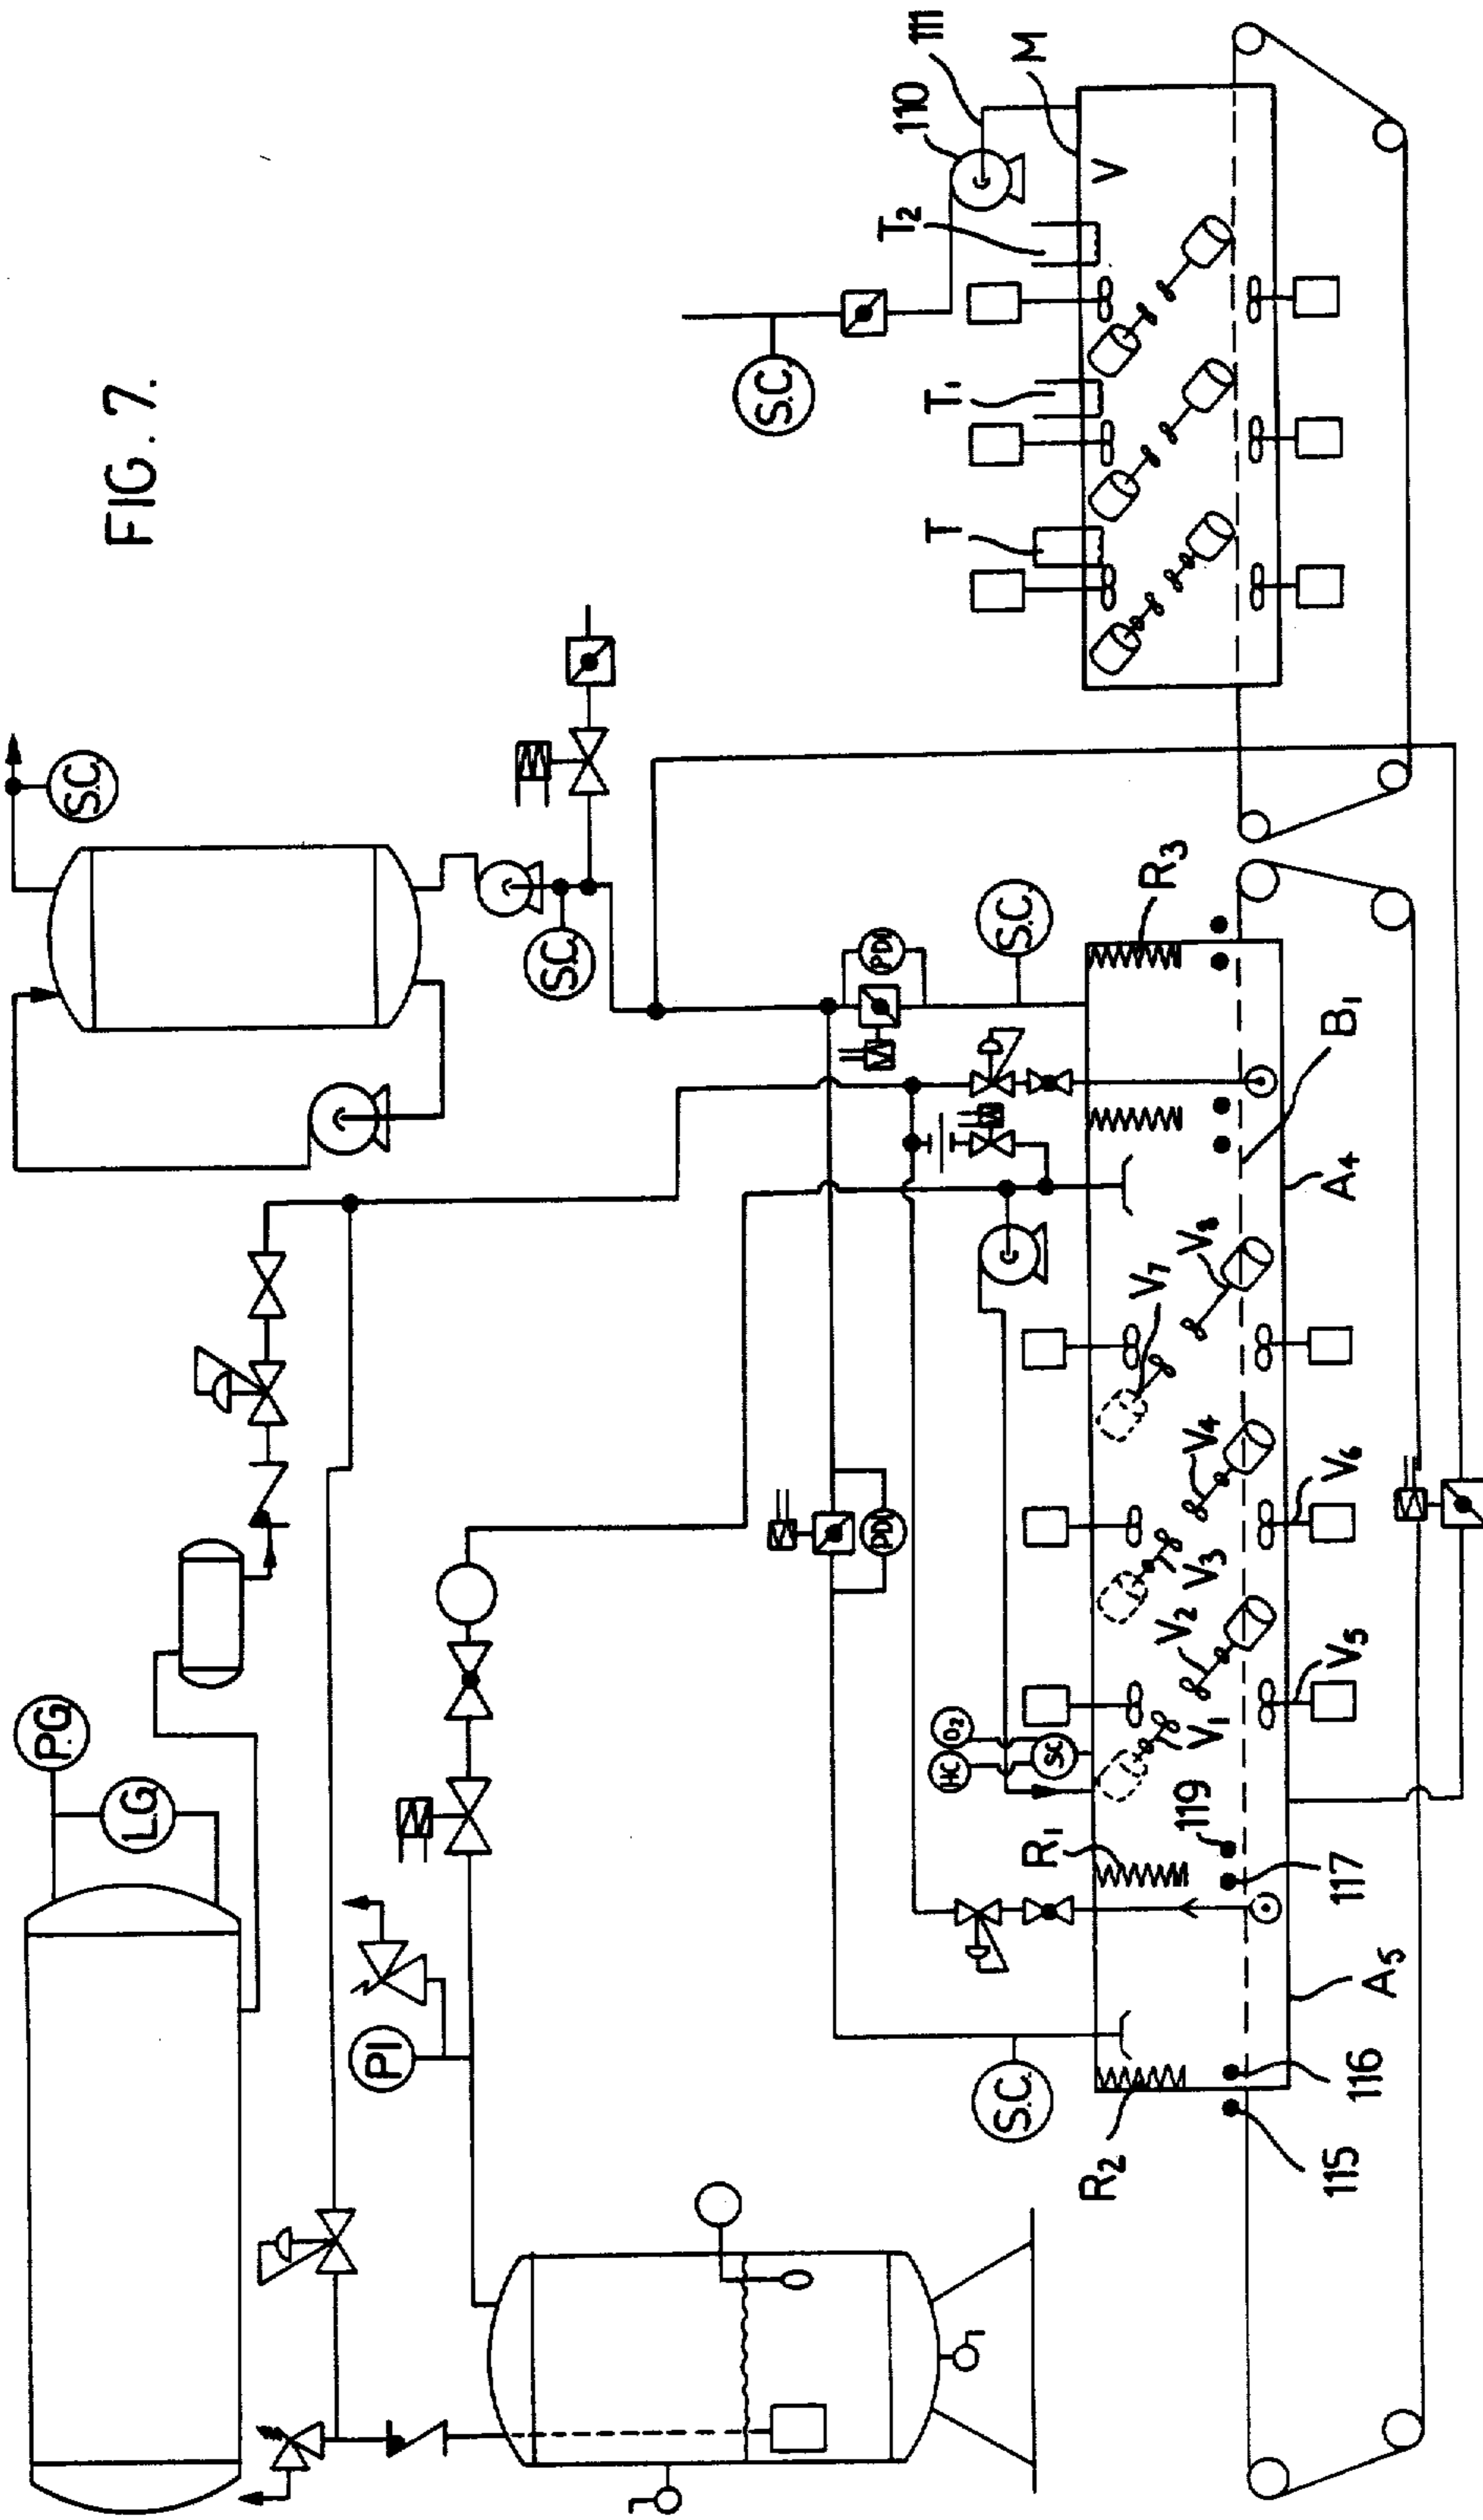 FIG. 7.
P.G
L.G
P1
S.C
S.C
S.C
110
111
M
T
T1
T2
V
PDI
S.C.
R3
PDI
HC
O2
SC
S.C.
R1
R2
V1
V2
V3
V4
V5
V6
V7
V8
B1
A4
A5
119
117
116
115